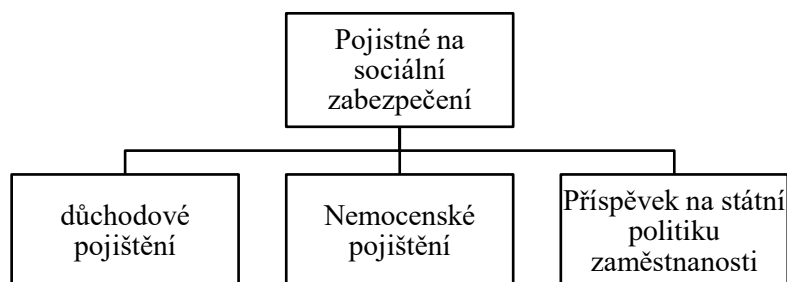 Pojistné na
sociální
zabezpečení
důchodové
pojištění
Nemocenské
pojištění
Příspěvek na státní
politiku
zaměstnanosti